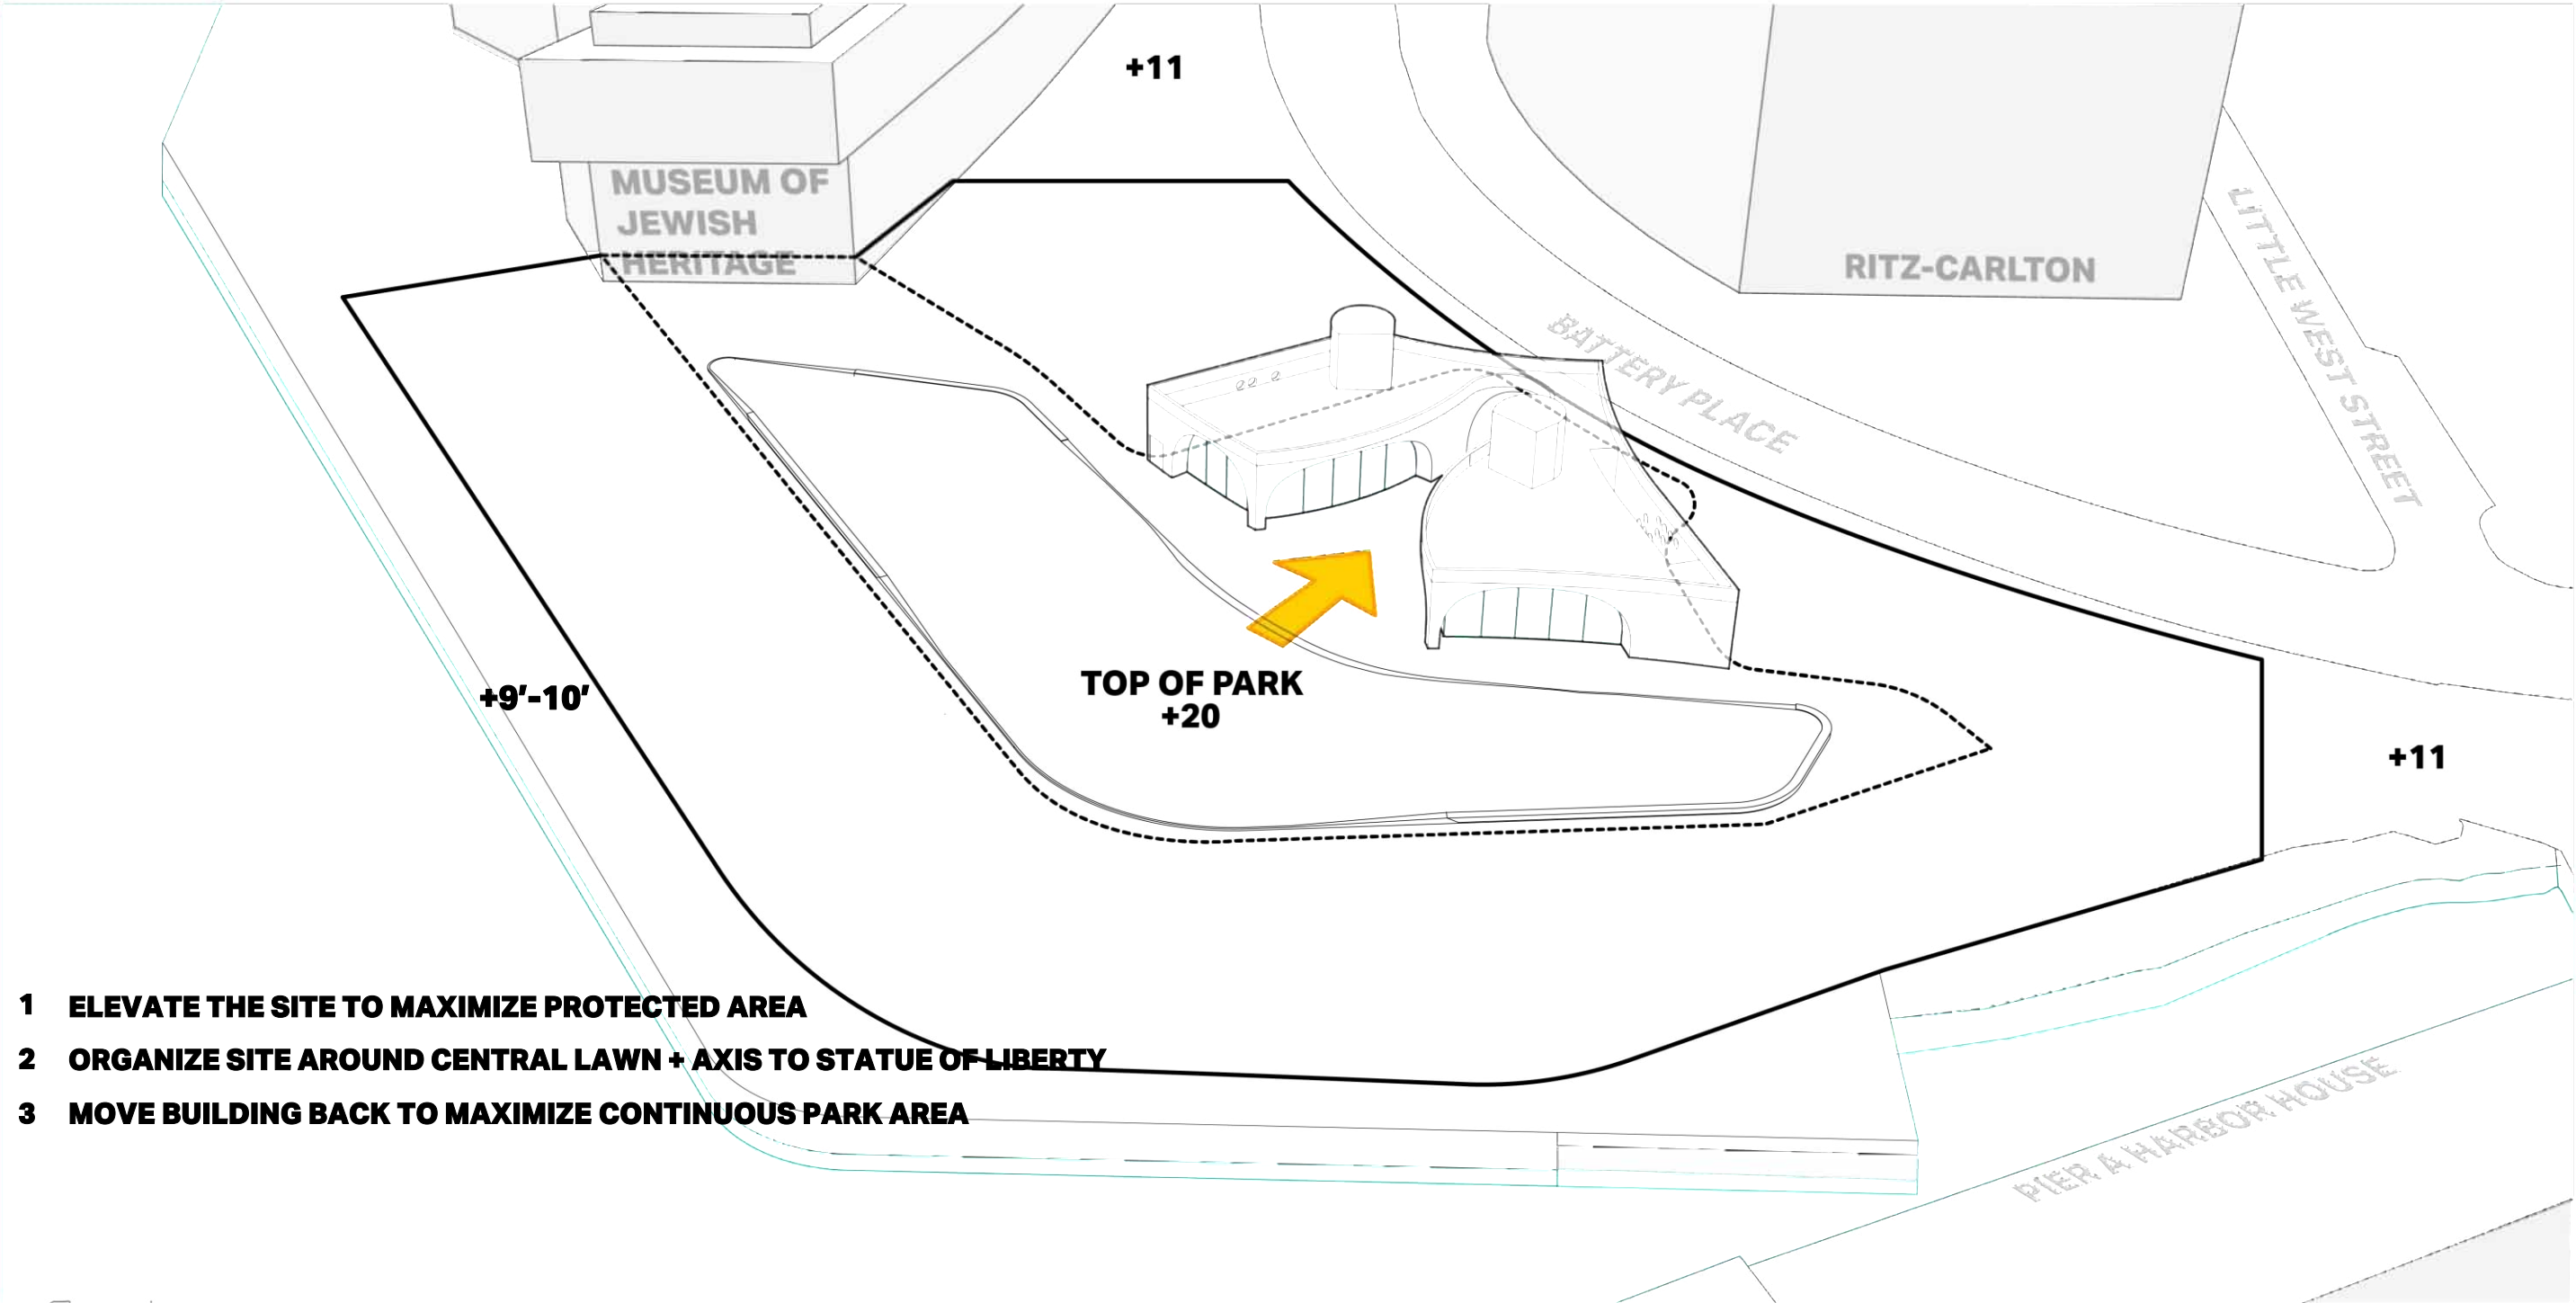 +11
MUSEUM OF
JEWISH
HERITAGE
RITZ-CARLTON
LITTLE WEST STREET
BATTERY PLACE
+9'-10'
TOP OF PARK
+20
+11
1 ELEVATE THE SITE TO MAXIMIZE PROTECTED AREA
2 ORGANIZE SITE AROUND CENTRAL LAWN + AXIS TO STATUE OF LIBERTY
3 MOVE BUILDING BACK TO MAXIMIZE CONTINUOUS PARK AREA
PIER A HARBOR HOUSE